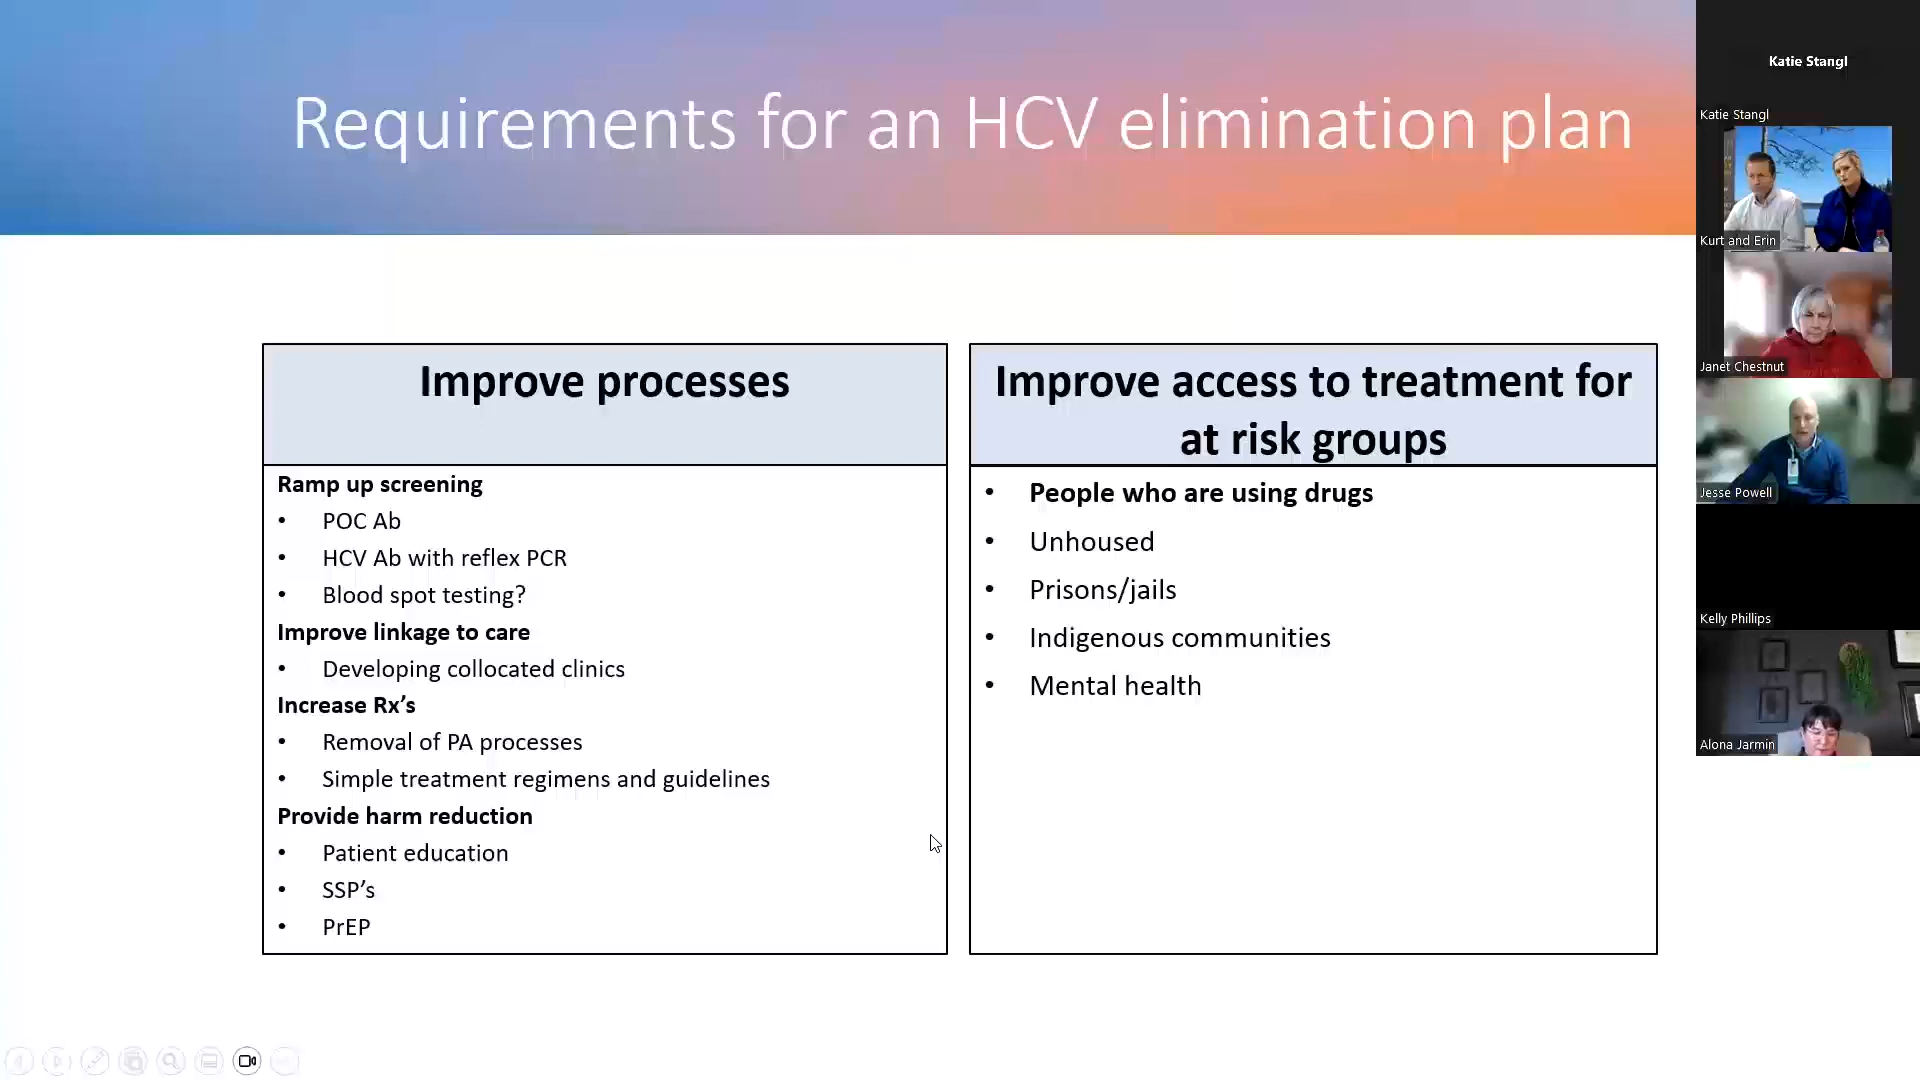 Requirements for an HCV elimination plan
Improve processes
Ramp up screening
• POC Ab
• HCV Ab with reflex PCR
• Blood spot testing?
Improve linkage to care
• Developing collocated clinics
Increase Rx’s
• Removal of PA processes
• Simple treatment regimens and guidelines
Provide harm reduction
• Patient education
• SSP’s
• PrEP
Improve access to treatment for
at risk groups
• People who are using drugs
• Unhoused
• Prisons/jails
• Indigenous communities
• Mental health
Katie Stangl
Katie Stangl
Kurt and Erin
Janet Chestnut
Jesse Powell
Kelly Phillips
Alona Jarmin